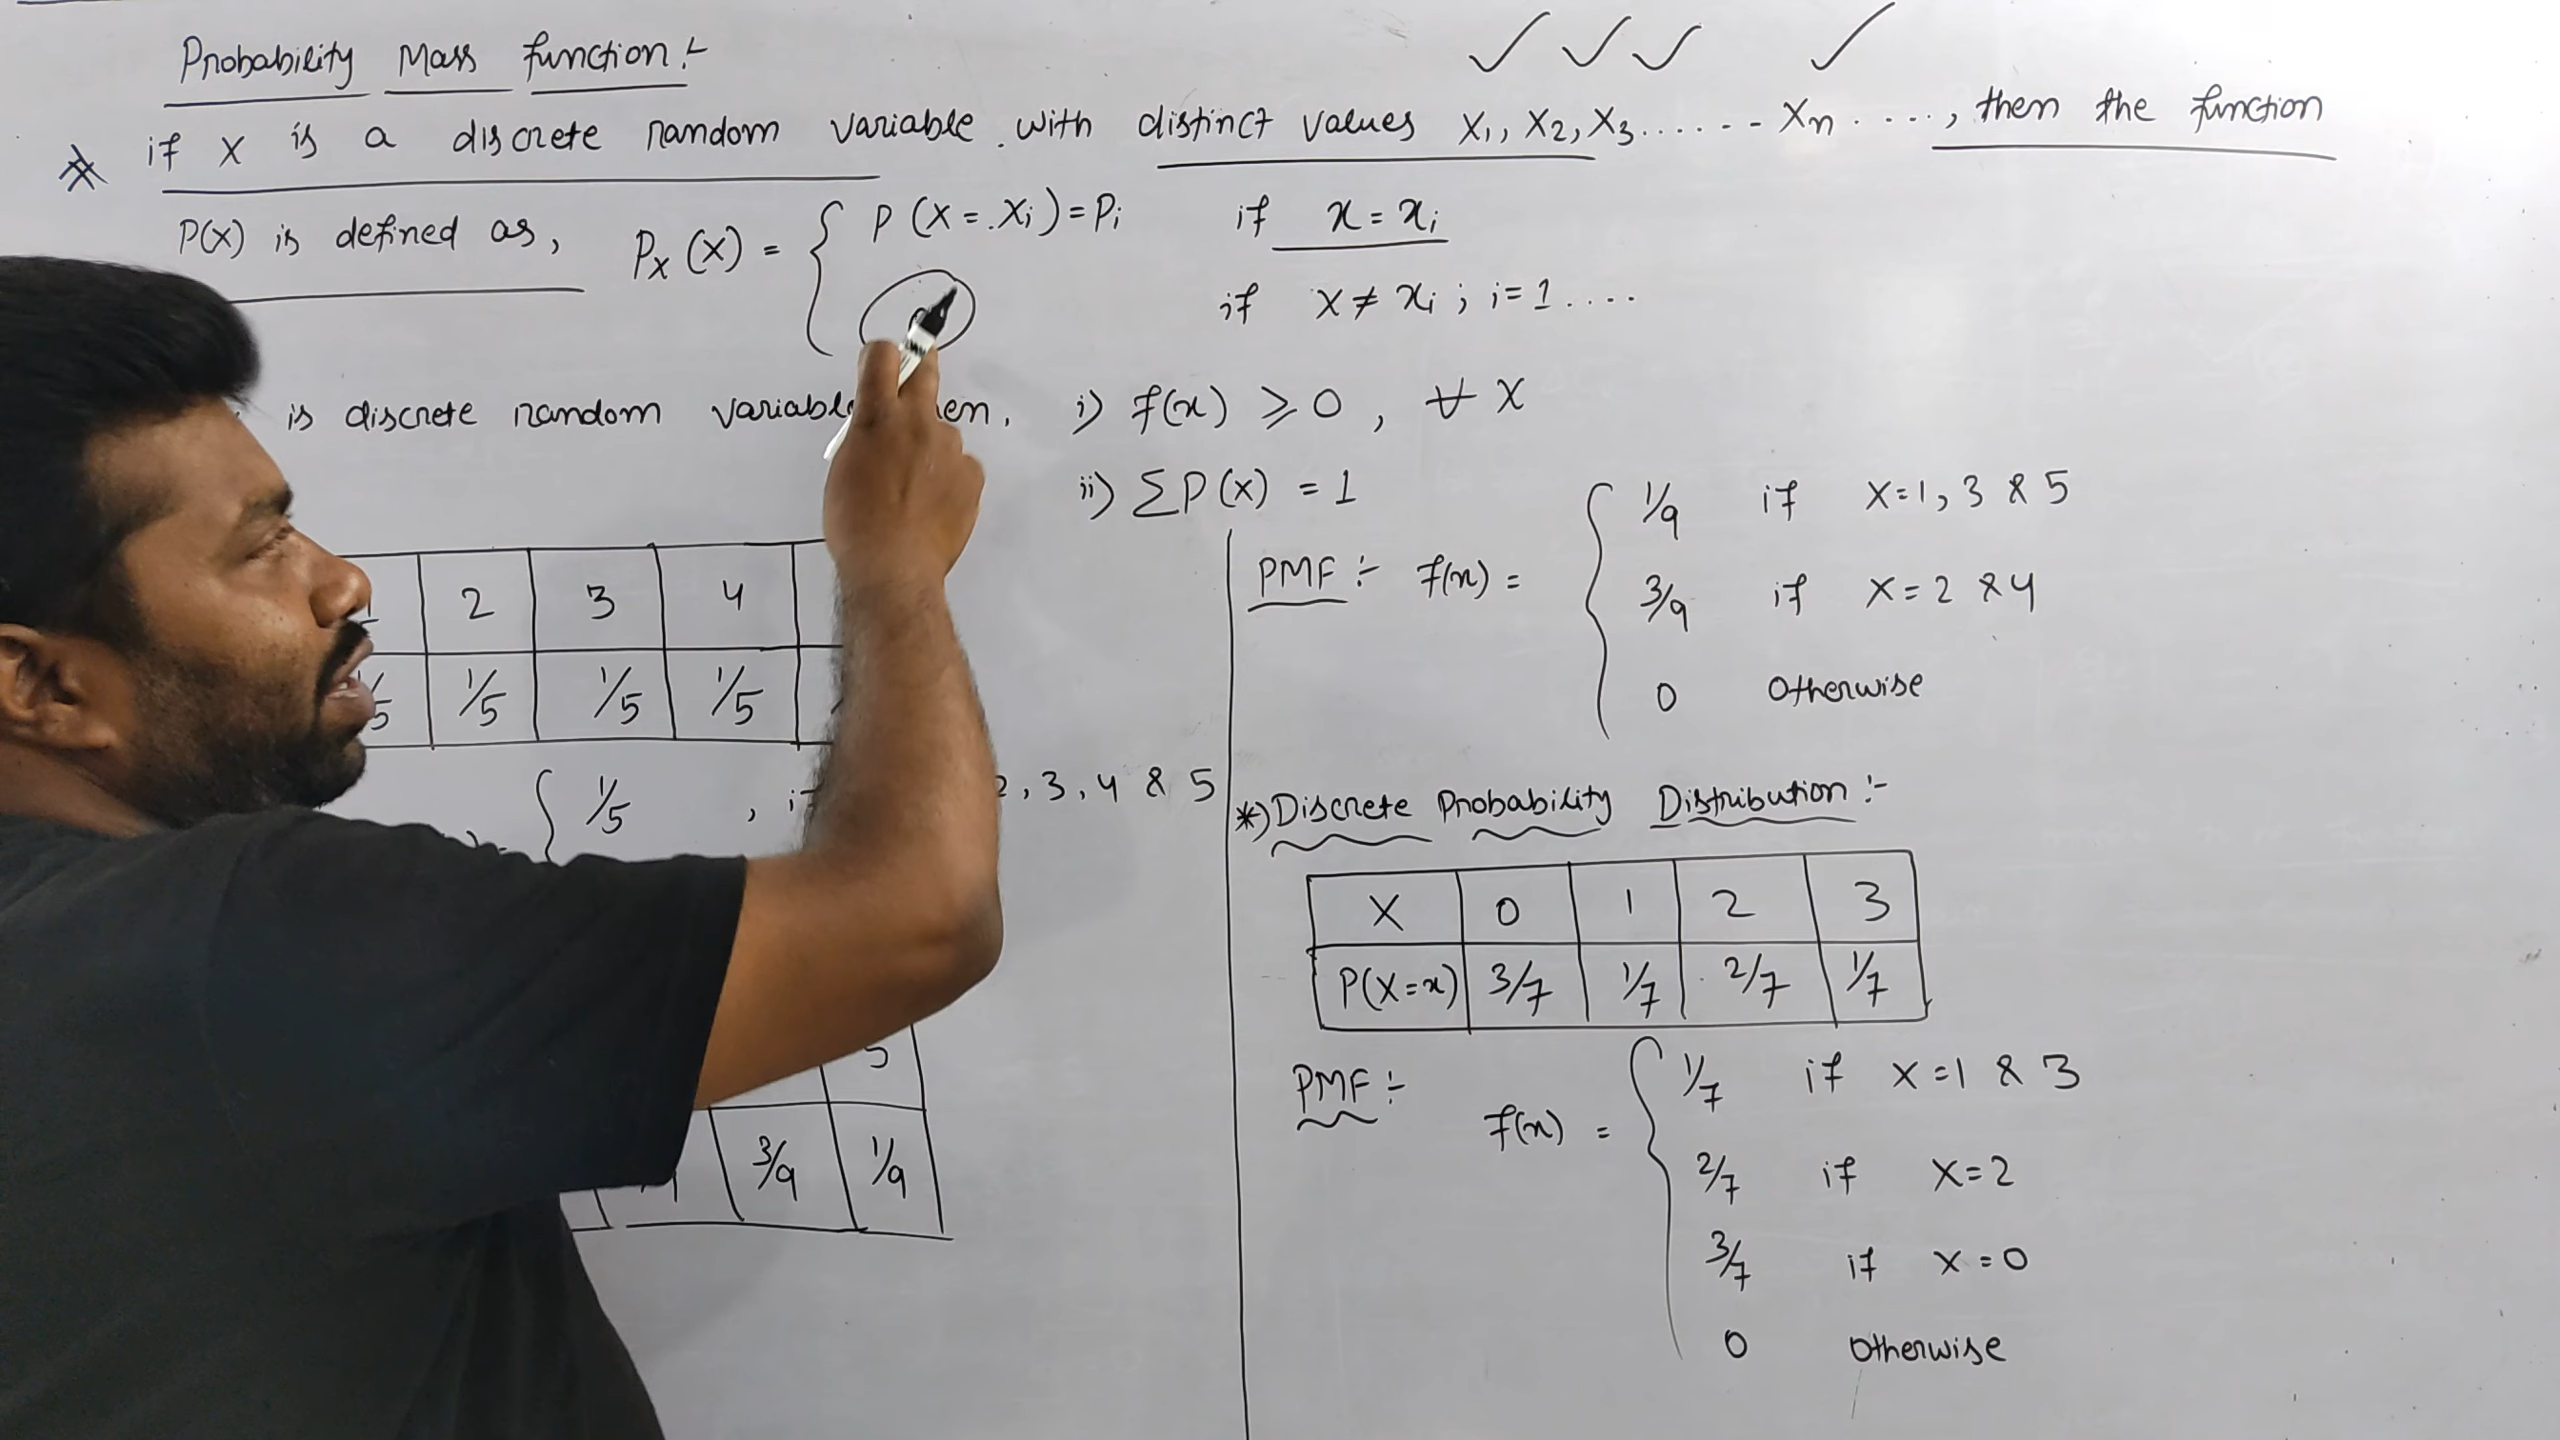 Probability Mass function :-
* if X is a discrete random variable with distinct values x1, x2, x3....... xn ...., then the function
P(x) is defined as, Px(x) = { P(X = xi) = Pi if x = xi
if x ≠ xi ; i = 1 ....
is discrete random i) f(x) ≥ 0 , ∀ X
ii) Σ P(x) = 1
2 3 4
1/5 1/5 1/5
{ 1/5 , 3, 4 & 5
5
3/9 1/9
PMF :- f(x) = { 1/9 if x = 1, 3 & 5
3/9 if x = 2 & 4
0 Otherwise
*) Discrete Probability Distribution :-
X 0 1 2 3
P(X=x) 3/7 1/7 2/7 1/7
PMF :-
f(x) = { 1/7 if x = 1 & 3
2/7 if x = 2
3/7 if x = 0
0 Otherwise